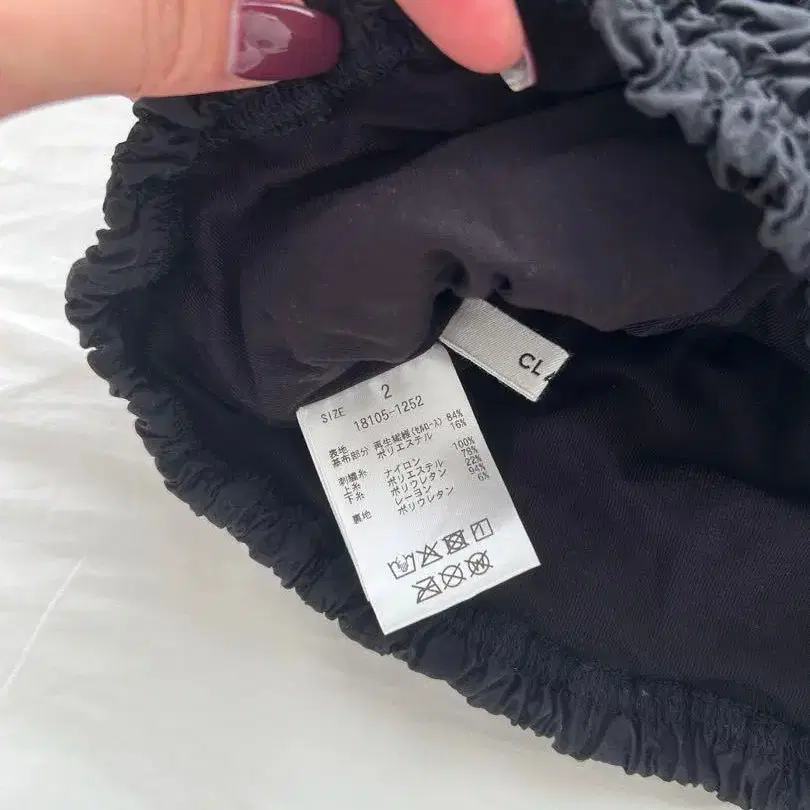 CL
SIZE 2
18105-1252
表地
基布部分 再生繊維(セルロース) 84%
ポリエステル 16%
刺繍糸 ナイロン 100%
上糸 ポリエステル 78%
下糸 ポリウレタン 22%
裏地 レーヨン 94%
ポリウレタン 6%